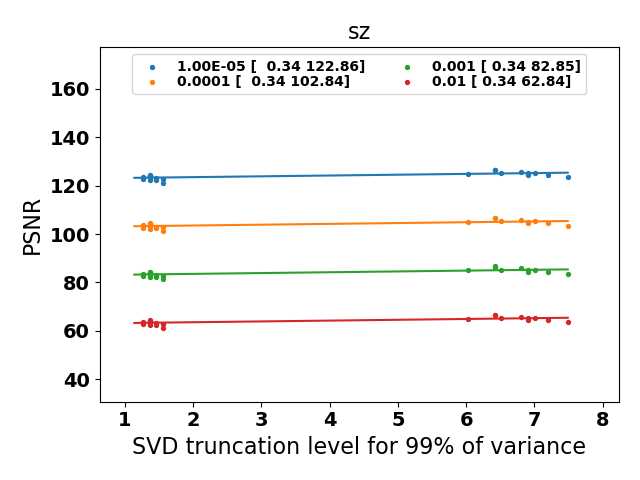 sz
1.00E-05 [  0.34 122.86]
0.0001 [  0.34 102.84]
0.001 [ 0.34 82.85]
0.01 [ 0.34 62.84]
PSNR
160
140
120
100
80
60
40
1 2 3 4 5 6 7 8
SVD truncation level for 99% of variance